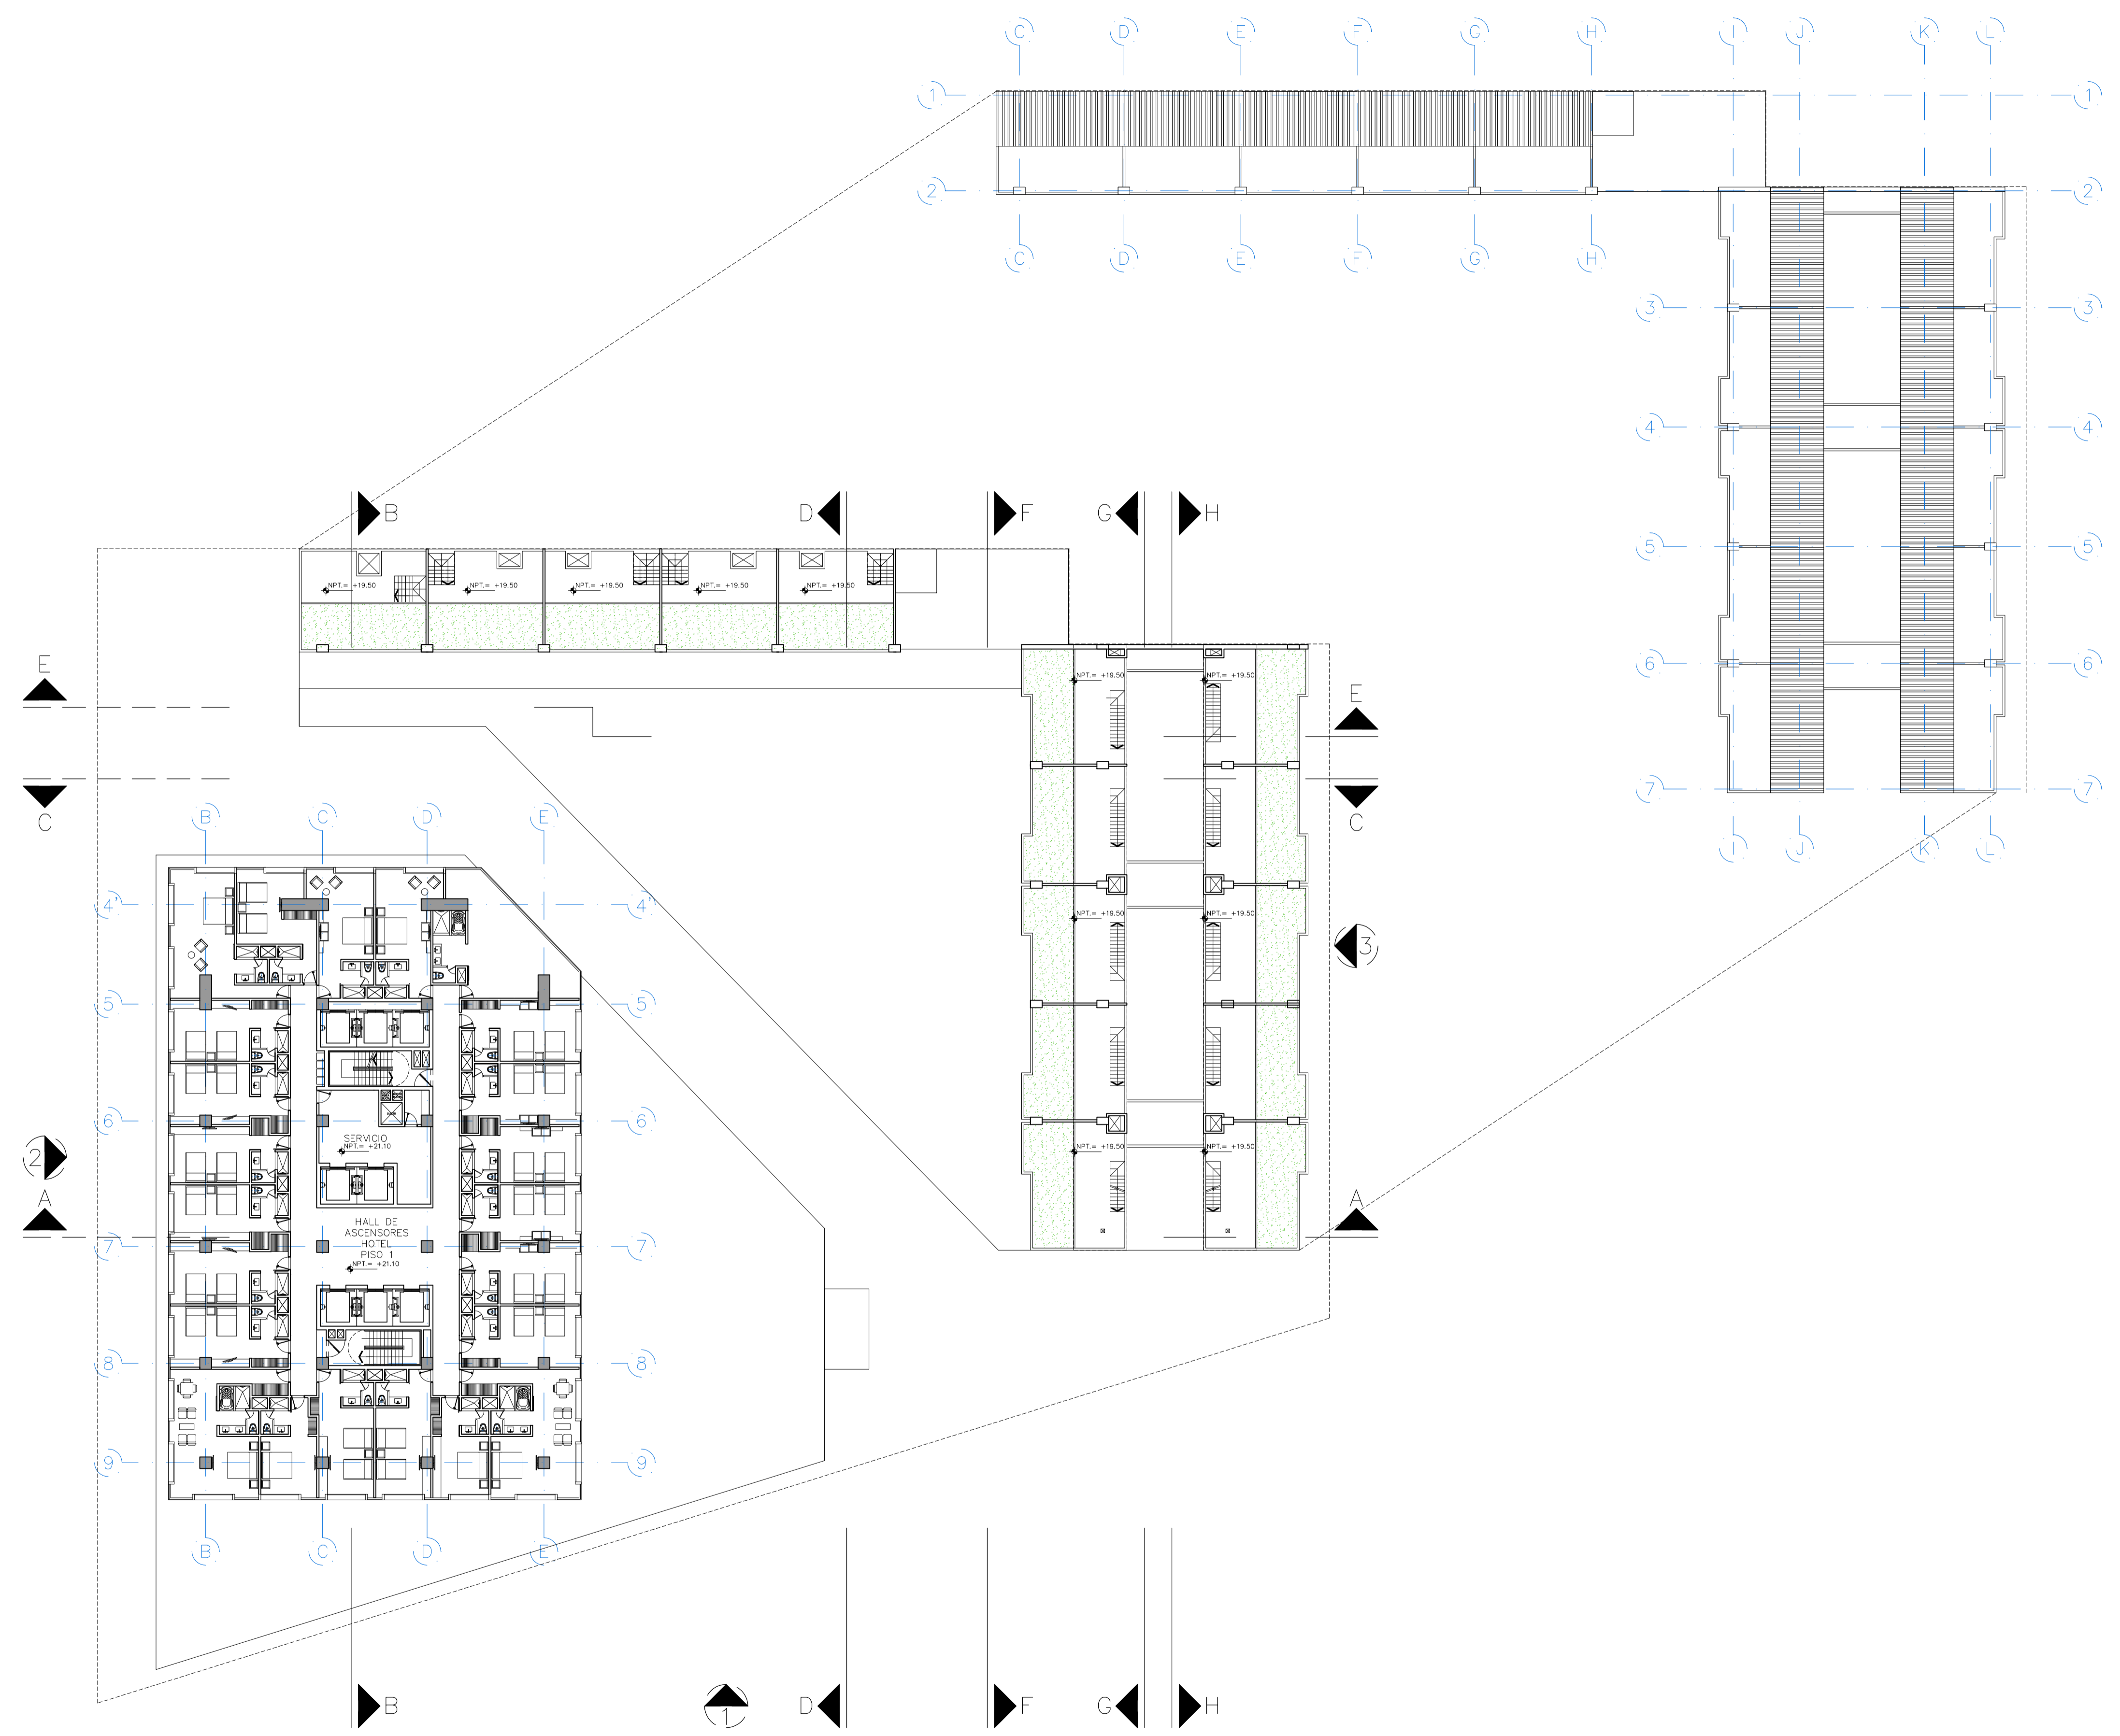 C D E F G H I J K L
1 1
2 2
C D E F G H
3 3
4 4
B D F G H
5 5
NPT.= +19.50 NPT.= +19.50 NPT.= +19.50 NPT.= +19.50 NPT.= +19.50
E
6 6
NPT.= +19.50 NPT.= +19.50
E
7 7
C C
B C D E
I J K L
4' 4'
NPT.= +19.50 NPT.= +19.50
3
5 5
6 6
SERVICIO
NPT.= +21.10
2
NPT.= +19.50 NPT.= +19.50
A A
HALL DE
ASCENSORES
HOTEL
PISO 1
7 7
NPT.= +21.10
8 8
9 9
B C D E
B D F G H
1